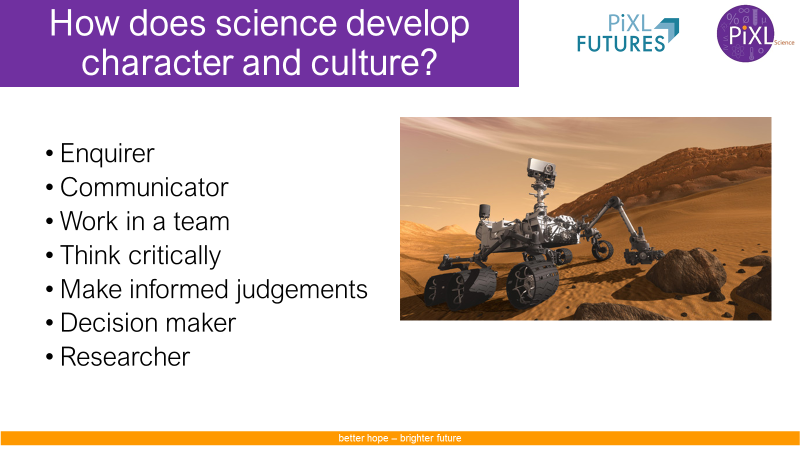 How does science develop
character and culture?
PiXL
FUTURES
PiXL
Science
• Enquirer
• Communicator
• Work in a team
• Think critically
• Make informed judgements
• Decision maker
• Researcher
better hope – brighter future